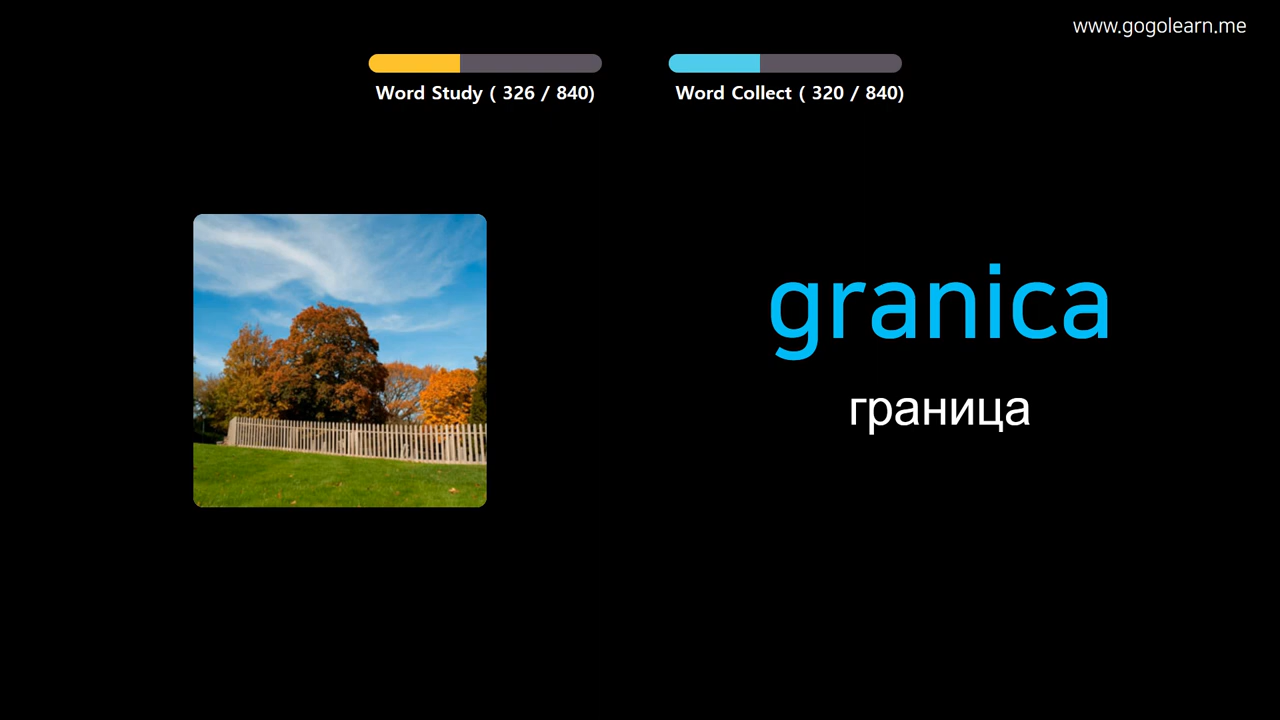 www.gogolearn.me
Word Study ( 326 / 840)
Word Collect ( 320 / 840)
granica
граница